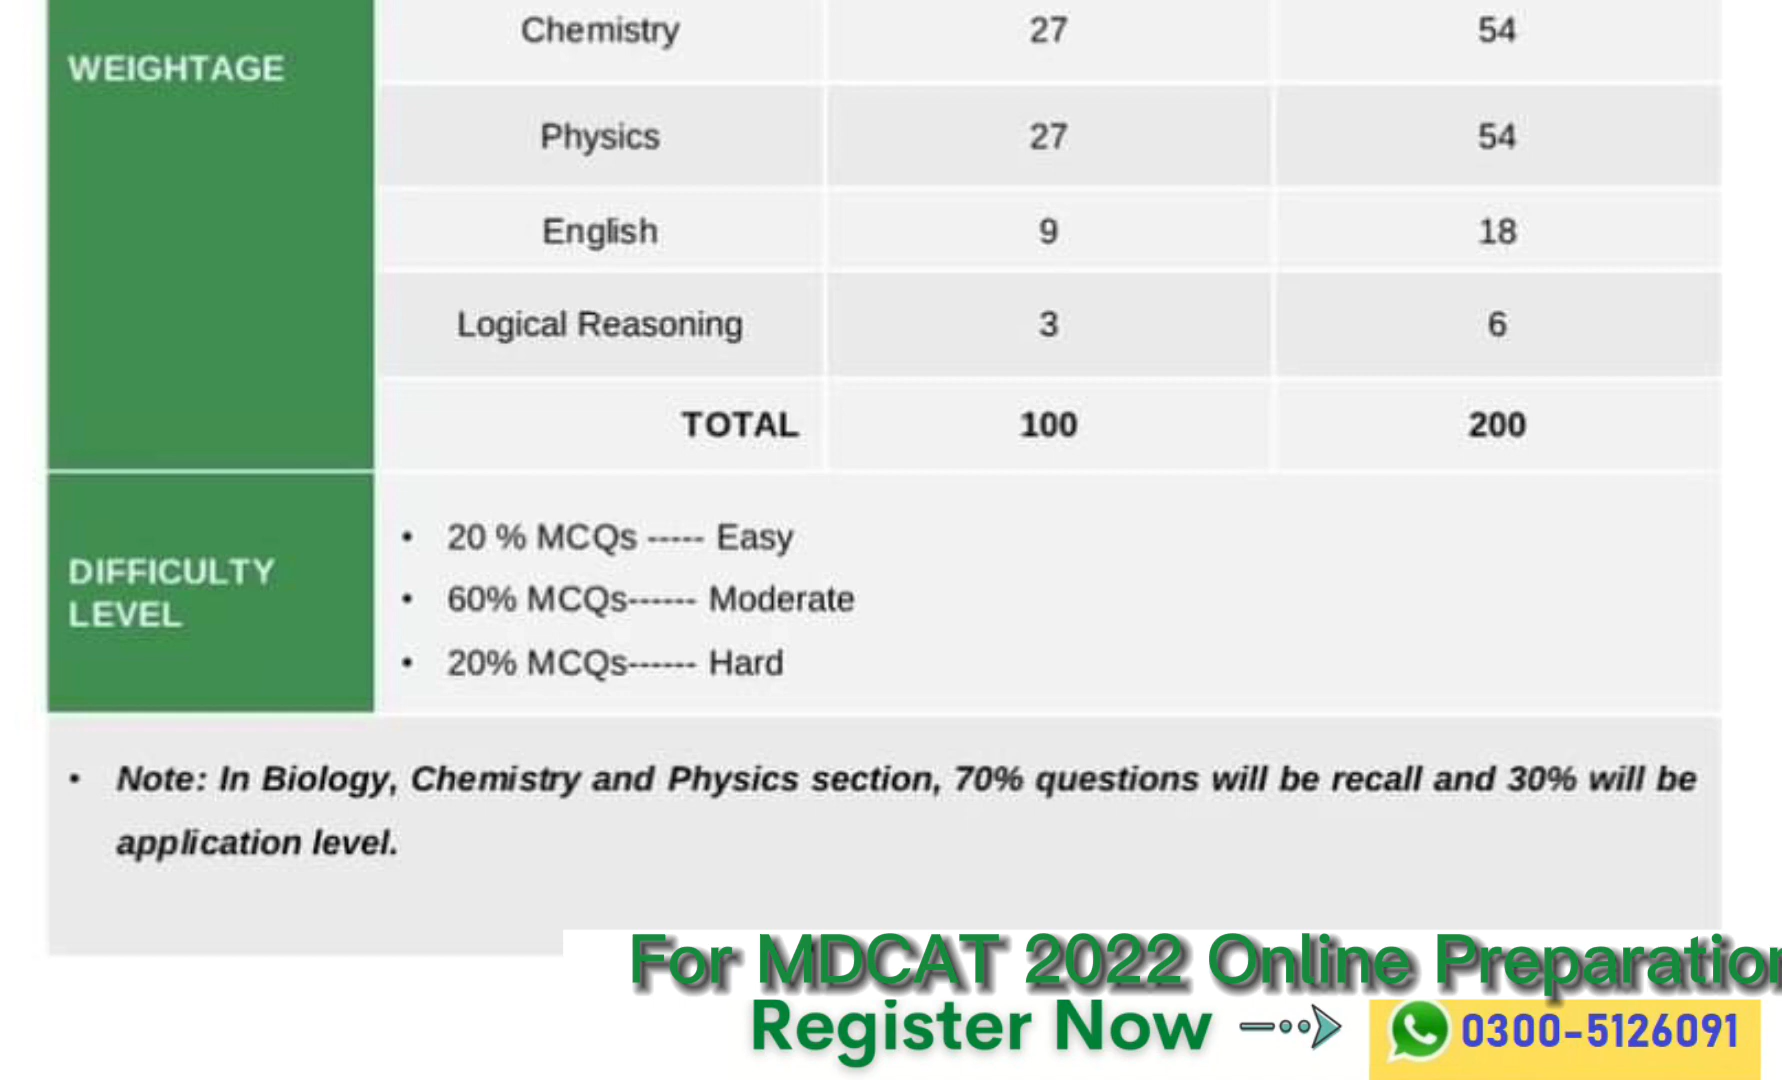 WEIGHTAGE
Chemistry 27 54
Physics 27 54
English 9 18
Logical Reasoning 3 6
TOTAL 100 200
DIFFICULTY
LEVEL
• 20 % MCQs ----- Easy
• 60% MCQs------ Moderate
• 20% MCQs------ Hard
• Note: In Biology, Chemistry and Physics section, 70% questions will be recall and 30% will be
application level.
For MDCAT 2022 Online Preparation
Register Now
0300-5126091